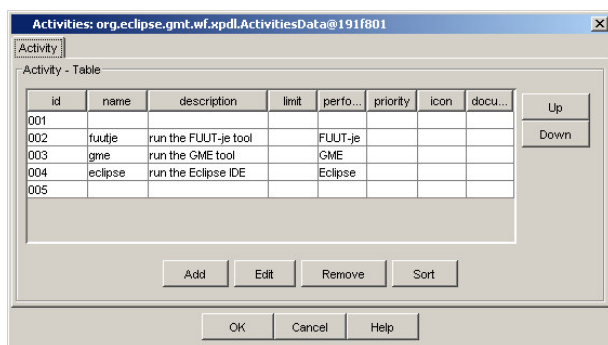 Activities: org.eclipse.gmt.wf.xpdl.ActivitiesData@191f801
Activity
Activity - Table
id name description limit perfo... priority icon docu...
001
002 fuutje run the FUUT-je tool FUUT-je
003 gme run the GME tool GME
004 eclipse run the Eclipse IDE Eclipse
005
Up
Down
Add Edit Remove Sort
OK Cancel Help